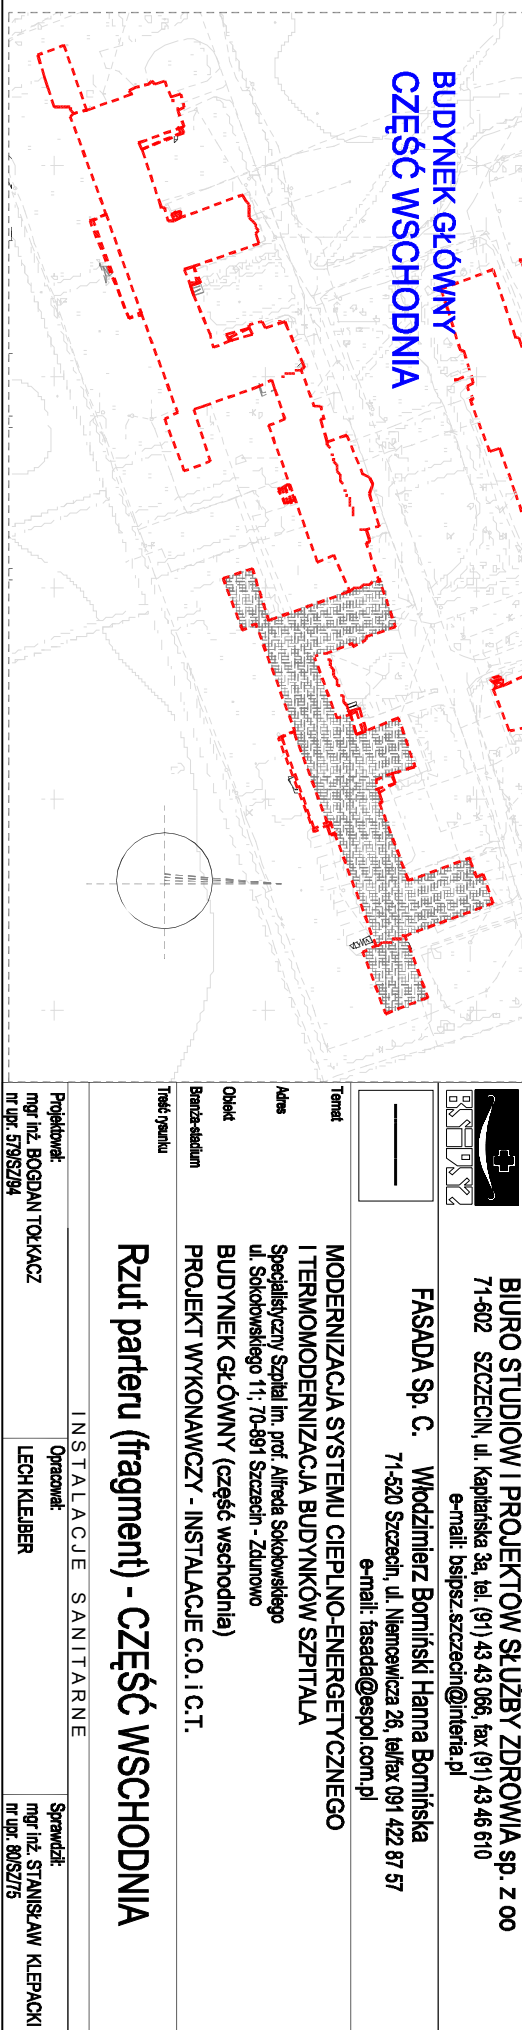 BUDYNEK GŁÓWNY
CZĘŚĆ WSCHODNIA
BSiPSZ
BIURO STUDIÓW I PROJEKTÓW SŁUŻBY ZDROWIA sp. z oo
71-602 SZCZECIN, ul. Kapitańska 3a, tel. (91) 43 43 066, fax (91) 43 46 610
e-mail: bsipsz.szczecin@interia.pl
FASADA Sp. C. Włodzimierz Bomiński Hanna Bomińska
71-520 Szczecin, ul. Niemcewicza 26, tel/fax 091 422 87 57
e-mail: fasada@espol.com.pl
Temat
MODERNIZACJA SYSTEMU CIEPLNO-ENERGETYCZNEGO
I TERMOMODERNIZACJA BUDYNKÓW SZPITALA
Adres
Specjalistyczny Szpital im. prof. Alfreda Sokołowskiego
ul. Sokołowskiego 11; 70-891 Szczecin - Zdunowo
Obiekt
BUDYNEK GŁÓWNY (część wschodnia)
Branża-stadium
PROJEKT WYKONAWCZY - INSTALACJE C.O. i C.T.
Treść rysunku
Rzut parteru (fragment) - CZĘŚĆ WSCHODNIA
INSTALACJE SANITARNE
Projektował:
mgr inż. BOGDAN TOŁKACZ
nr upr. 579/SZ/94
Opracował:
LECH KLEJBER
Sprawdził:
mgr inż. STANISŁAW KLEPACKI
nr upr. 80/SZ/75